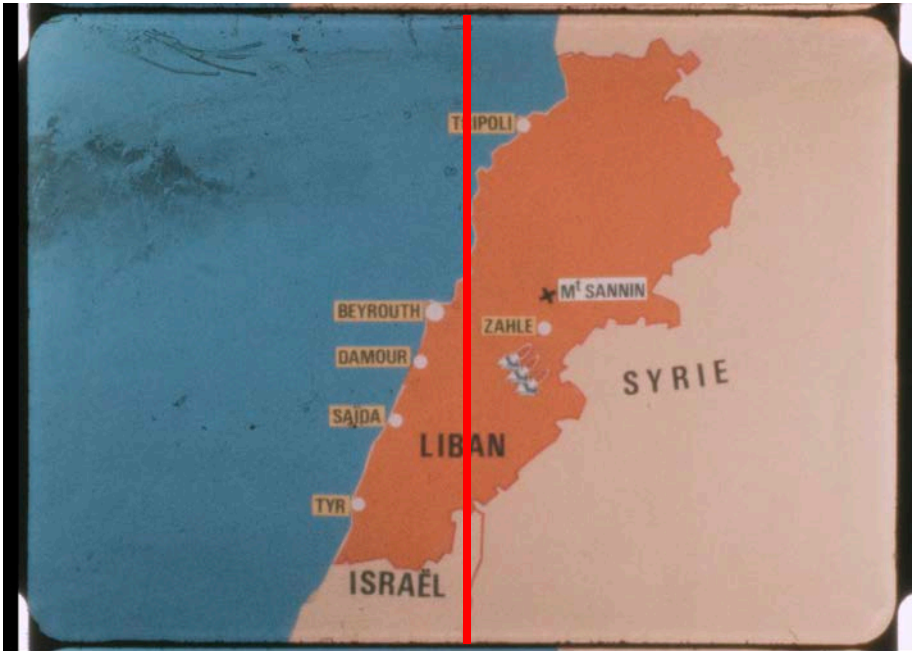 TRIPOLI
Mt SANNIN
BEYROUTH
ZAHLE
DAMOUR
SYRIE
SAÏDA
LIBAN
TYR
ISRAËL